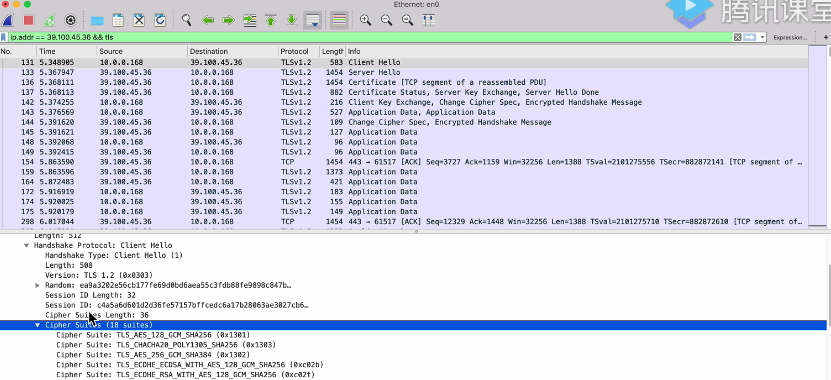 Ethernet: en0
腾讯课堂
ip.addr == 39.100.45.36 && tls
Expression…
No. Time Source Destination Protocol Length Info
131 5.348905 10.0.0.168 39.100.45.36 TLSv1.2 583 Client Hello
133 5.367947 39.100.45.36 10.0.0.168 TLSv1.2 1454 Server Hello
136 5.368111 39.100.45.36 10.0.0.168 TLSv1.2 1454 Certificate [TCP segment of a reassembled PDU]
137 5.368113 39.100.45.36 10.0.0.168 TLSv1.2 882 Certificate Status, Server Key Exchange, Server Hello Done
142 5.374255 10.0.0.168 39.100.45.36 TLSv1.2 216 Client Key Exchange, Change Cipher Spec, Encrypted Handshake Message
143 5.376569 10.0.0.168 39.100.45.36 TLSv1.2 527 Application Data, Application Data
144 5.391620 39.100.45.36 10.0.0.168 TLSv1.2 109 Change Cipher Spec, Encrypted Handshake Message
145 5.391621 39.100.45.36 10.0.0.168 TLSv1.2 127 Application Data
148 5.392068 10.0.0.168 39.100.45.36 TLSv1.2 96 Application Data
149 5.392415 39.100.45.36 10.0.0.168 TLSv1.2 96 Application Data
154 5.863590 39.100.45.36 10.0.0.168 TCP 1454 443 → 61517 [ACK] Seq=3727 Ack=1159 Win=32256 Len=1388 TSval=2101275556 TSecr=882872141 [TCP segment of …
159 5.863596 39.100.45.36 10.0.0.168 TLSv1.2 1373 Application Data
164 5.872483 39.100.45.36 10.0.0.168 TLSv1.2 421 Application Data
172 5.916919 10.0.0.168 39.100.45.36 TLSv1.2 183 Application Data
174 5.920025 10.0.0.168 39.100.45.36 TLSv1.2 155 Application Data
175 5.920179 10.0.0.168 39.100.45.36 TLSv1.2 149 Application Data
298 6.017044 39.100.45.36 10.0.0.168 TCP 1454 443 → 61517 [ACK] Seq=12329 Ack=1448 Win=32256 Len=1388 TSval=2101275710 TSecr=882872610 [TCP segment of…
Length: 512
Handshake Protocol: Client Hello
Handshake Type: Client Hello (1)
Length: 508
Version: TLS 1.2 (0x0303)
Random: ea9a3202e56cb177fe69d0bd6aea55c3fdb88fe9898c847b…
Session ID Length: 32
Session ID: c4a5a6d601d2d36fe57157bffcedc6a17b28063ae3027cb6…
Cipher Suites Length: 36
Cipher Suites (18 suites)
Cipher Suite: TLS_AES_128_GCM_SHA256 (0x1301)
Cipher Suite: TLS_CHACHA20_POLY1305_SHA256 (0x1303)
Cipher Suite: TLS_AES_256_GCM_SHA384 (0x1302)
Cipher Suite: TLS_ECDHE_ECDSA_WITH_AES_128_GCM_SHA256 (0xc02b)
Cipher Suite: TLS_ECDHE_RSA_WITH_AES_128_GCM_SHA256 (0xc02f)